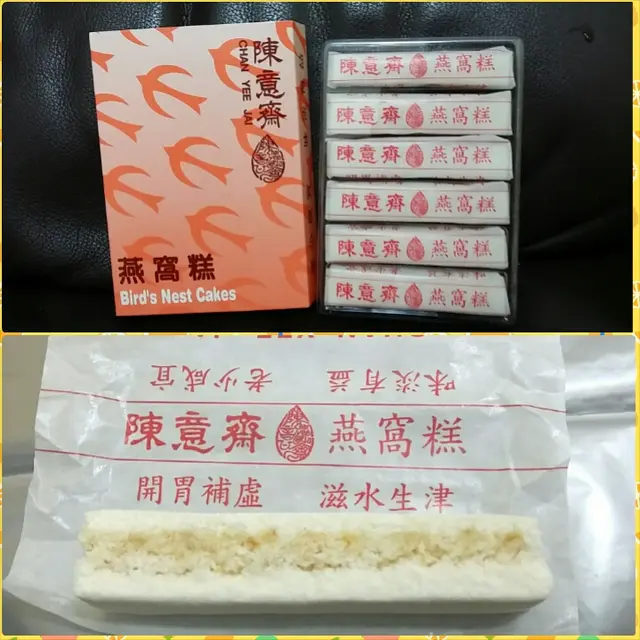 陳意齋
CHAN YEE JAI
燕窩糕
Bird's Nest Cakes
陳意齋 燕窩糕
陳意齋 燕窩糕
陳意齋 燕窩糕
陳意齋 燕窩糕
陳意齋 燕窩糕
陳意齋 燕窩糕
味淡有益 老少咸宜
陳意齋 燕窩糕
開胃補虛 滋水生津